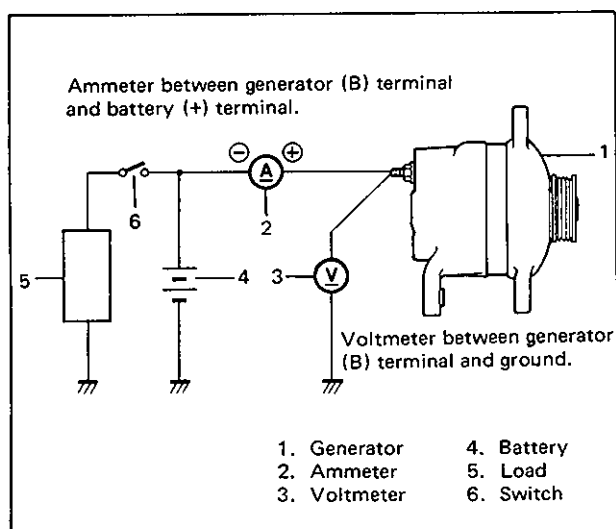 Ammeter between generator (B) terminal
and battery (+) terminal.
⊖ A ⊕
1
6
2
5
4
3
V
Voltmeter between generator
(B) terminal and ground.
1. Generator
2. Ammeter
3. Voltmeter
4. Battery
5. Load
6. Switch